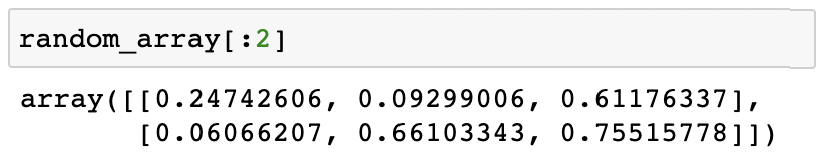 random_array[:2]
array([[0.24742606, 0.09299006, 0.61176337],
       [0.06066207, 0.66103343, 0.75515778]])